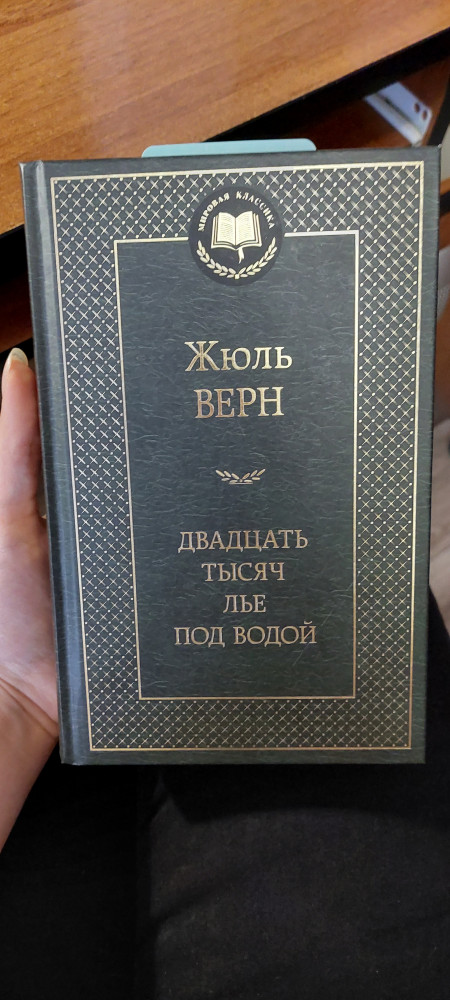 МИРОВАЯ КЛАССИКА
Жюль
ВЕРН
ДВАДЦАТЬ
ТЫСЯЧ
ЛЬЕ
ПОД ВОДОЙ